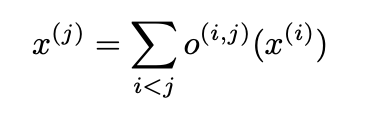 x^{(j)} = \sum_{i<j} o^{(i,j)}(x^{(i)})